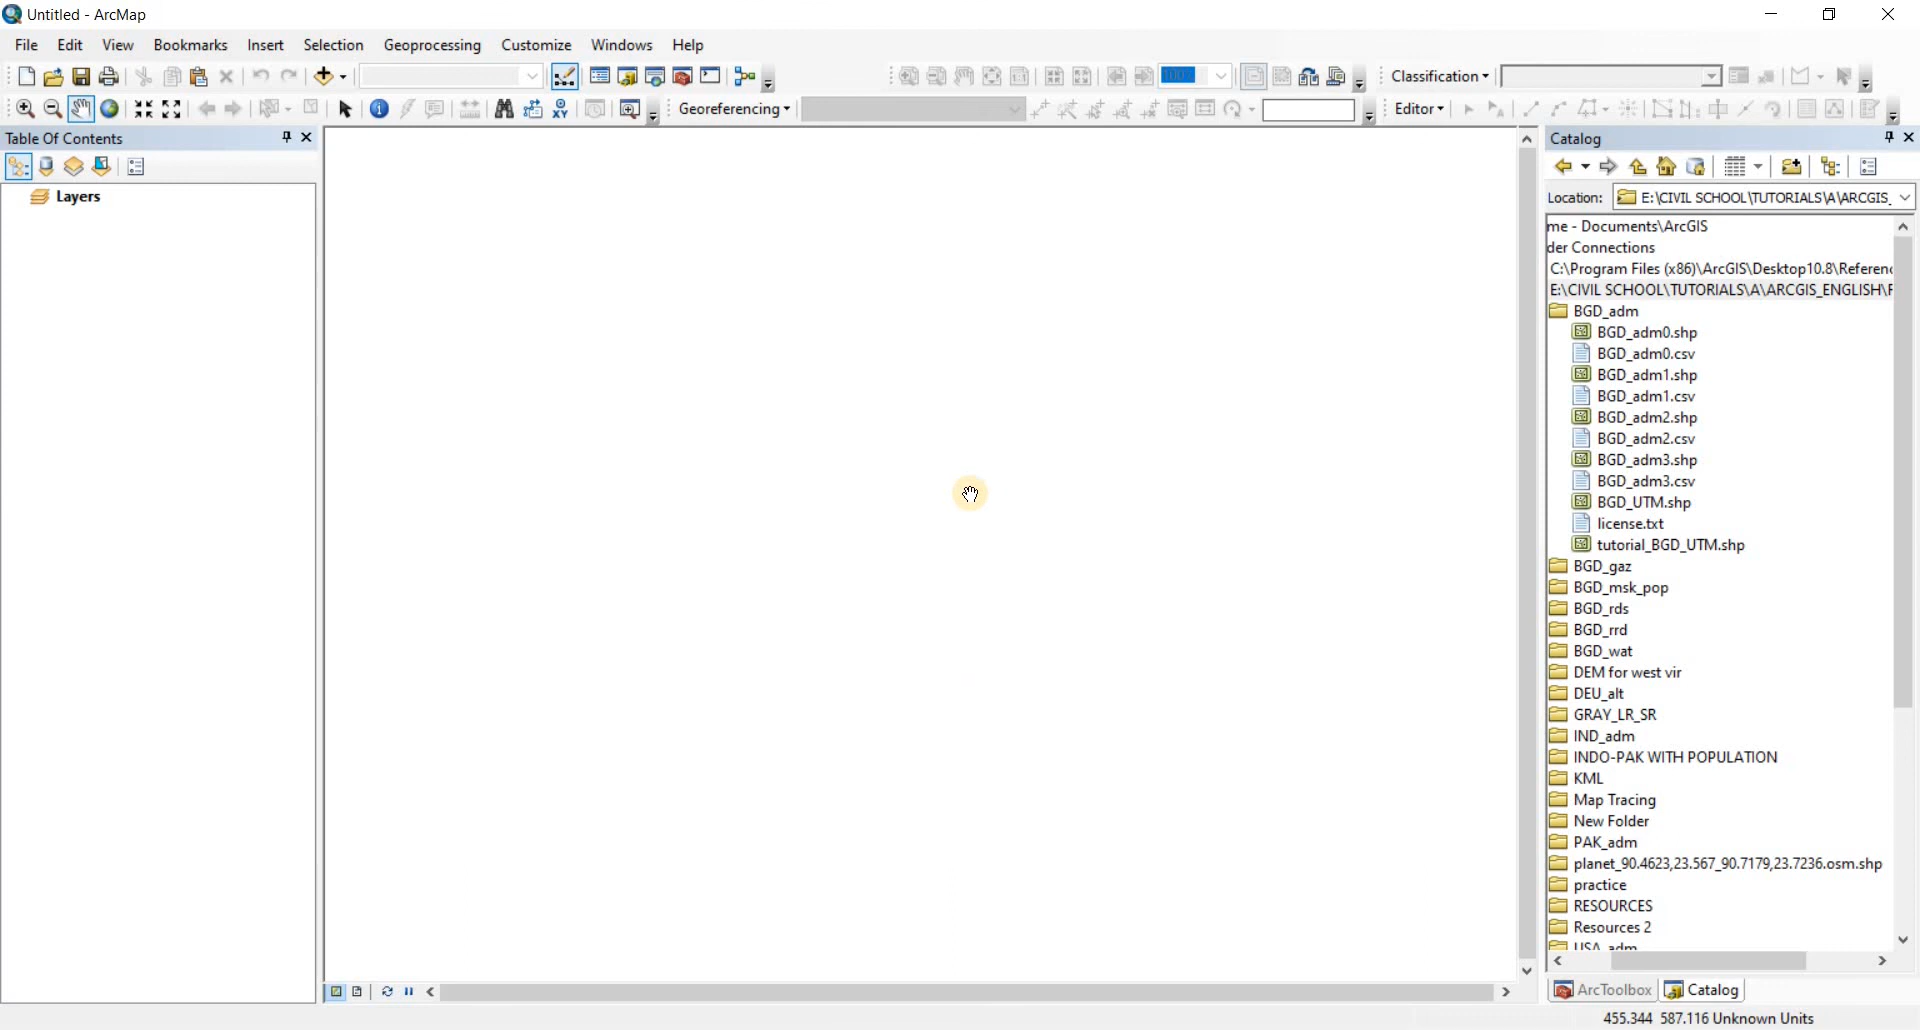 Untitled - ArcMap
File Edit View Bookmarks Insert Selection Geoprocessing Customize Windows Help
100%
Classification
Georeferencing
Editor
Table Of Contents
Layers
Catalog
Location: E:\CIVIL SCHOOL\TUTORIALS\A\ARCGIS_
me - Documents\ArcGIS
der Connections
C:\Program Files (x86)\ArcGIS\Desktop10.8\Referen
E:\CIVIL SCHOOL\TUTORIALS\A\ARCGIS_ENGLISH\
BGD_adm
BGD_adm0.shp
BGD_adm0.csv
BGD_adm1.shp
BGD_adm1.csv
BGD_adm2.shp
BGD_adm2.csv
BGD_adm3.shp
BGD_adm3.csv
BGD_UTM.shp
license.txt
tutorial_BGD_UTM.shp
BGD_gaz
BGD_msk_pop
BGD_rds
BGD_rrd
BGD_wat
DEM for west vir
DEU_alt
GRAY_LR_SR
IND_adm
INDO-PAK WITH POPULATION
KML
Map Tracing
New Folder
PAK_adm
planet_90.4623,23.567_90.7179,23.7236.osm.shp
practice
RESOURCES
Resources 2
USA_adm
ArcToolbox Catalog
455.344 587.116 Unknown Units